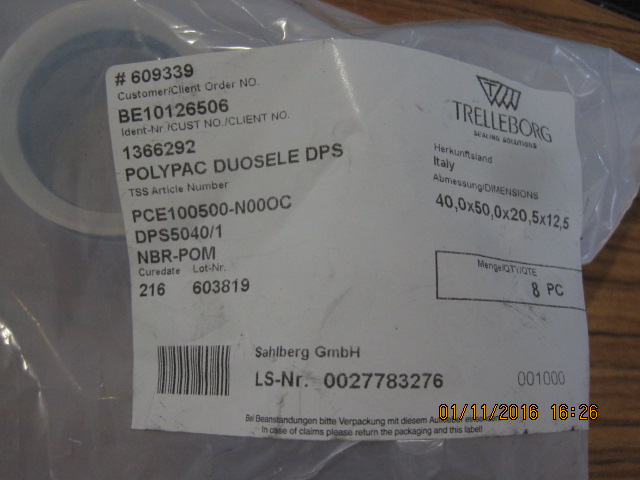 # 609339
Customer/Client Order NO.
BE10126506
Ident-Nr./CUST NO./CLIENT NO.
1366292
POLYPAC DUOSELE DPS
TSS Article Number
PCE100500-N00OC
DPS5040/1
NBR-POM
Curedate Lot-Nr.
216 603819
TRELLEBORG
SEALING SOLUTIONS
Herkunftsland
Italy
Abmessung/DIMENSIONS
40,0x50,0x20,5x12,5
Menge/QTY/QTE
8 PC
Sahlberg GmbH
LS-Nr. 0027783276
001000
Bei Beanstandungen bitte Verpackung mit diesem Aufkleber
In case of claims please return the packaging and this label!
01/11/2016 16:26